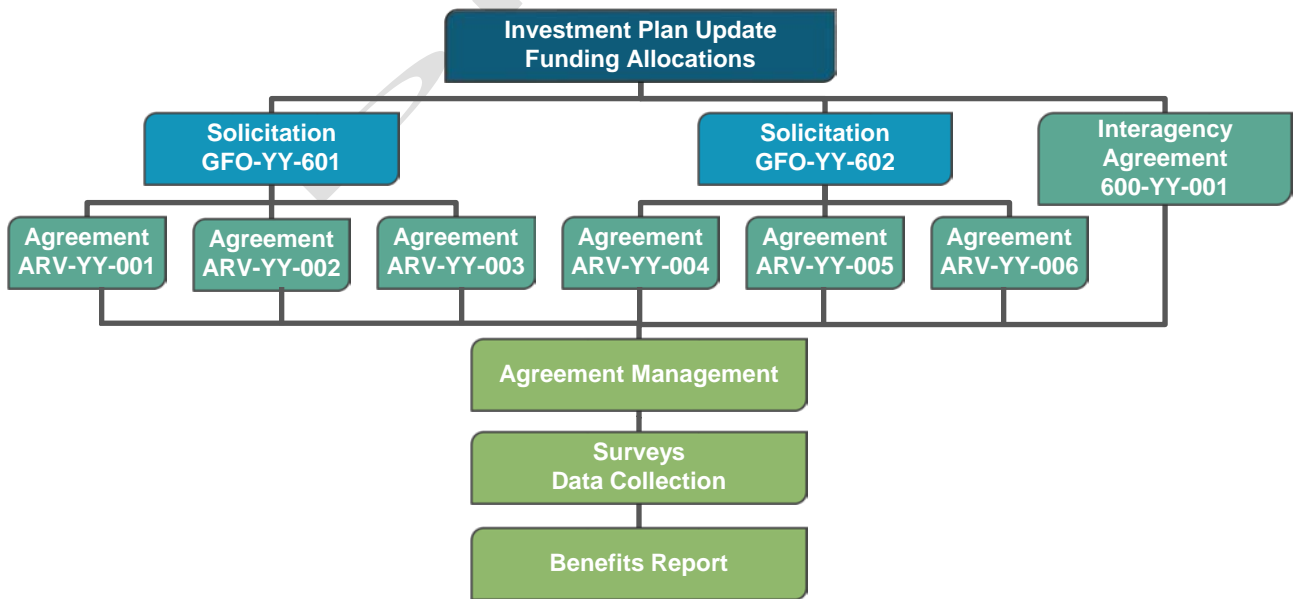 Investment Plan Update
Funding Allocations
Solicitation
GFO-YY-601
Solicitation
GFO-YY-602
Interagency
Agreement
600-YY-001
Agreement
ARV-YY-001
Agreement
ARV-YY-002
Agreement
ARV-YY-003
Agreement
ARV-YY-004
Agreement
ARV-YY-005
Agreement
ARV-YY-006
Agreement Management
Surveys
Data Collection
Benefits Report